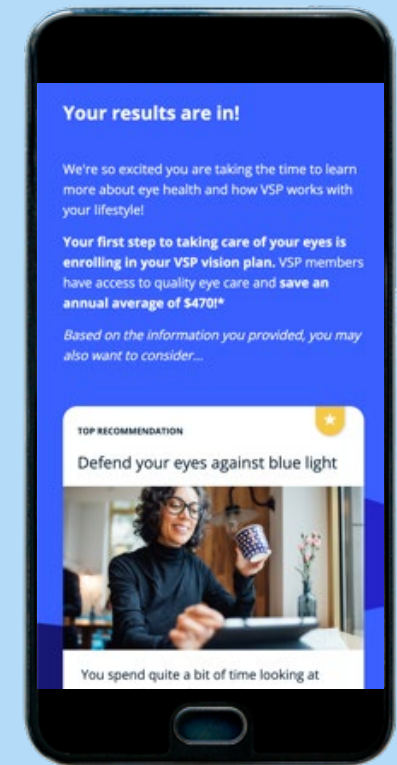 Your results are in!
We're so excited you are taking the time to learn
more about eye health and how VSP works with
your lifestyle!
Your first step to taking care of your eyes is
enrolling in your VSP vision plan. VSP members
have access to quality eye care and save an
annual average of $470!*
Based on the information you provided, you may
also want to consider...
TOP RECOMMENDATION
Defend your eyes against blue light
You spend quite a bit of time looking at